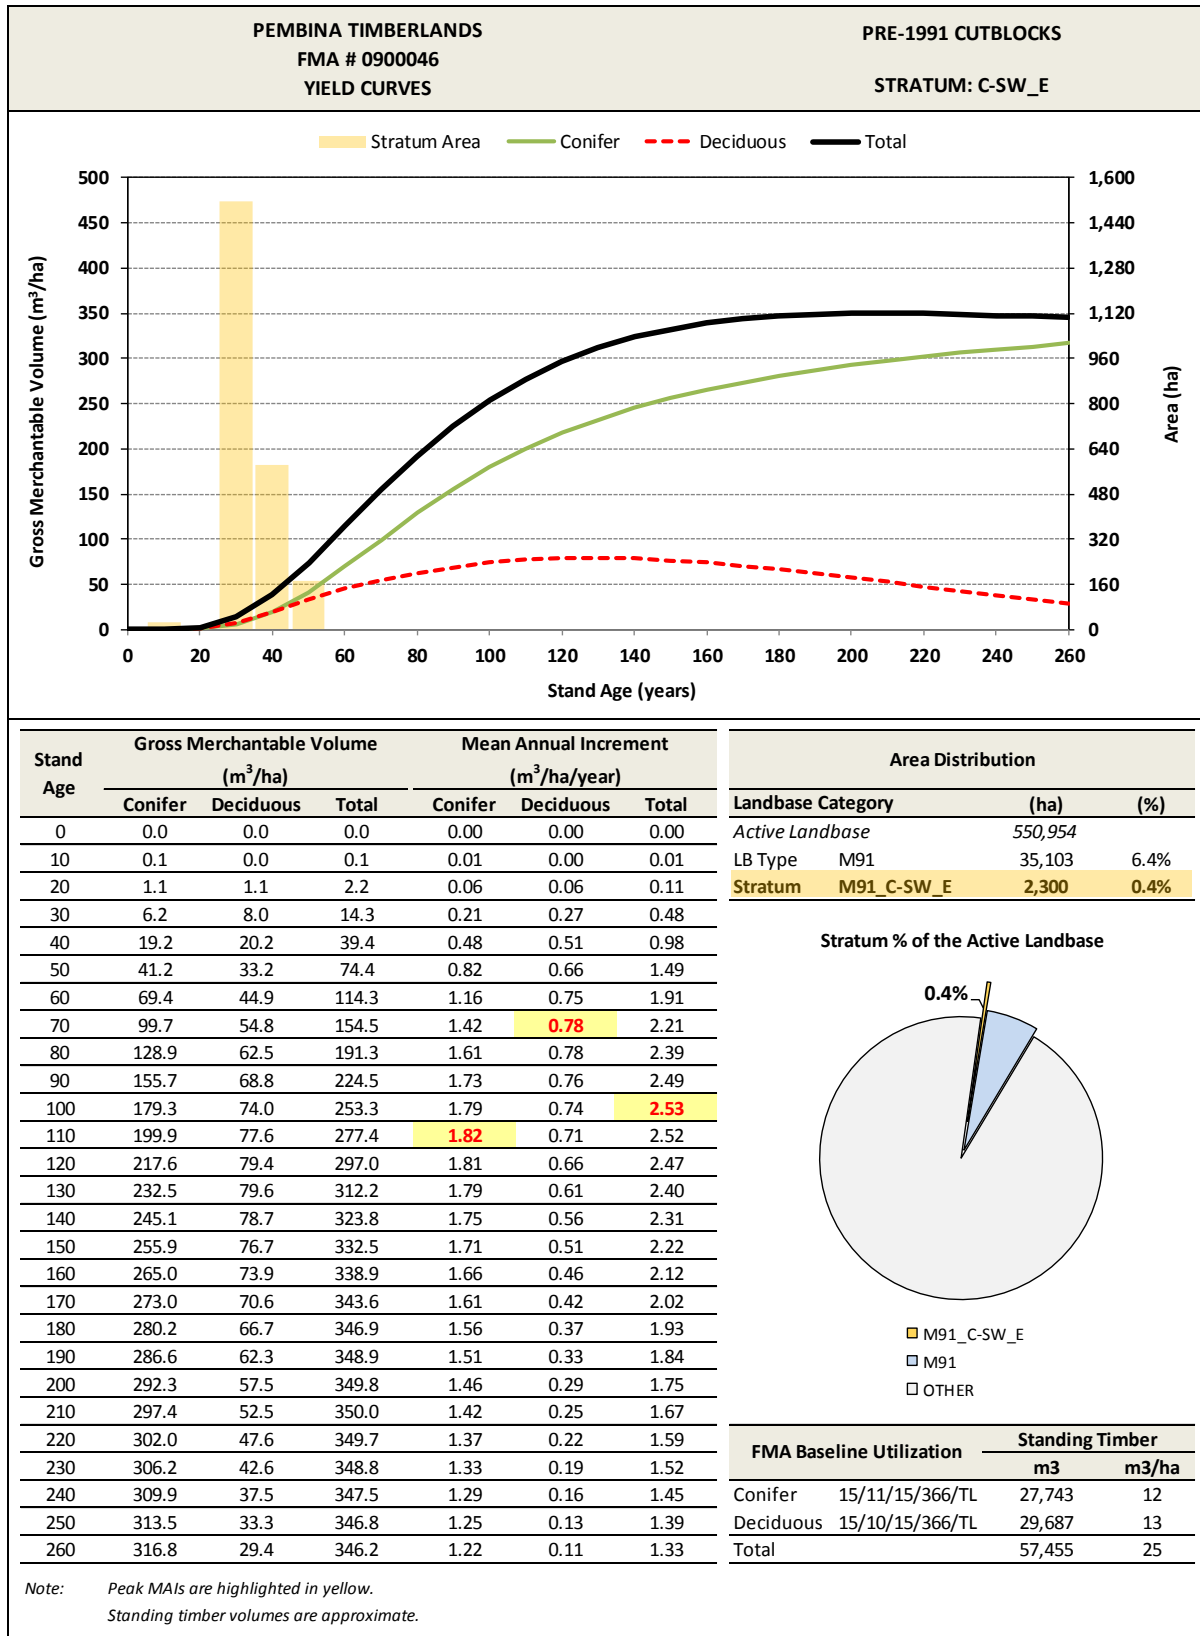 PEMBINA TIMBERLANDS
FMA # 0900046
YIELD CURVES
PRE-1991 CUTBLOCKS
STRATUM: C-SW_E
Stratum Area Conifer Deciduous Total
Gross Merchantable Volume (m³/ha)
500
450
400
350
300
250
200
150
100
50
0
1,600
1,440
1,280
1,120
960
800
640
480
320
160
0
Area (ha)
0 20 40 60 80 100 120 140 160 180 200 220 240 260
Stand Age (years)
Stand Age Gross Merchantable Volume (m³/ha) Mean Annual Increment (m³/ha/year)
Conifer Deciduous Total Conifer Deciduous Total
0 0.0 0.0 0.0 0.00 0.00 0.00
10 0.1 0.0 0.1 0.01 0.00 0.01
20 1.1 1.1 2.2 0.06 0.06 0.11
30 6.2 8.0 14.3 0.21 0.27 0.48
40 19.2 20.2 39.4 0.48 0.51 0.98
50 41.2 33.2 74.4 0.82 0.66 1.49
60 69.4 44.9 114.3 1.16 0.75 1.91
70 99.7 54.8 154.5 1.42 0.78 2.21
80 128.9 62.5 191.3 1.61 0.78 2.39
90 155.7 68.8 224.5 1.73 0.76 2.49
100 179.3 74.0 253.3 1.79 0.74 2.53
110 199.9 77.6 277.4 1.82 0.71 2.52
120 217.6 79.4 297.0 1.81 0.66 2.47
130 232.5 79.6 312.2 1.79 0.61 2.40
140 245.1 78.7 323.8 1.75 0.56 2.31
150 255.9 76.7 332.5 1.71 0.51 2.22
160 265.0 73.9 338.9 1.66 0.46 2.12
170 273.0 70.6 343.6 1.61 0.42 2.02
180 280.2 66.7 346.9 1.56 0.37 1.93
190 286.6 62.3 348.9 1.51 0.33 1.84
200 292.3 57.5 349.8 1.46 0.29 1.75
210 297.4 52.5 350.0 1.42 0.25 1.67
220 302.0 47.6 349.7 1.37 0.22 1.59
230 306.2 42.6 348.8 1.33 0.19 1.52
240 309.9 37.5 347.5 1.29 0.16 1.45
250 313.5 33.3 346.8 1.25 0.13 1.39
260 316.8 29.4 346.2 1.22 0.11 1.33
Area Distribution
Landbase Category (ha) (%)
Active Landbase 550,954
LB Type M91 35,103 6.4%
Stratum M91_C-SW_E 2,300 0.4%
Stratum % of the Active Landbase
0.4%
M91_C-SW_E
M91
OTHER
FMA Baseline Utilization Standing Timber
m3 m3/ha
Conifer 15/11/15/366/TL 27,743 12
Deciduous 15/10/15/366/TL 29,687 13
Total 57,455 25
Note: Peak MAIs are highlighted in yellow.
Standing timber volumes are approximate.